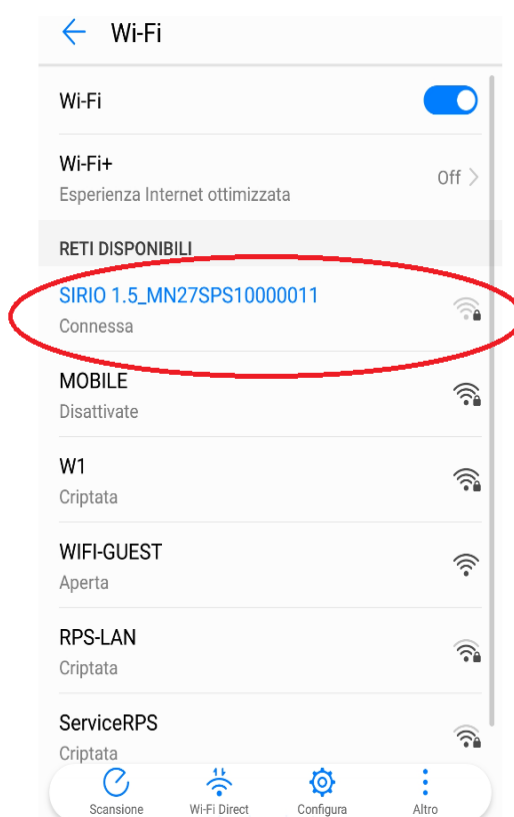 Wi-Fi
Wi-Fi
Wi-Fi+
Esperienza Internet ottimizzata
Off
RETI DISPONIBILI
SIRIO 1.5_MN27SPS10000011
Connessa
MOBILE
Disattivate
W1
Criptata
WIFI-GUEST
Aperta
RPS-LAN
Criptata
ServiceRPS
Criptata
Scansione Wi-Fi Direct Configura Altro